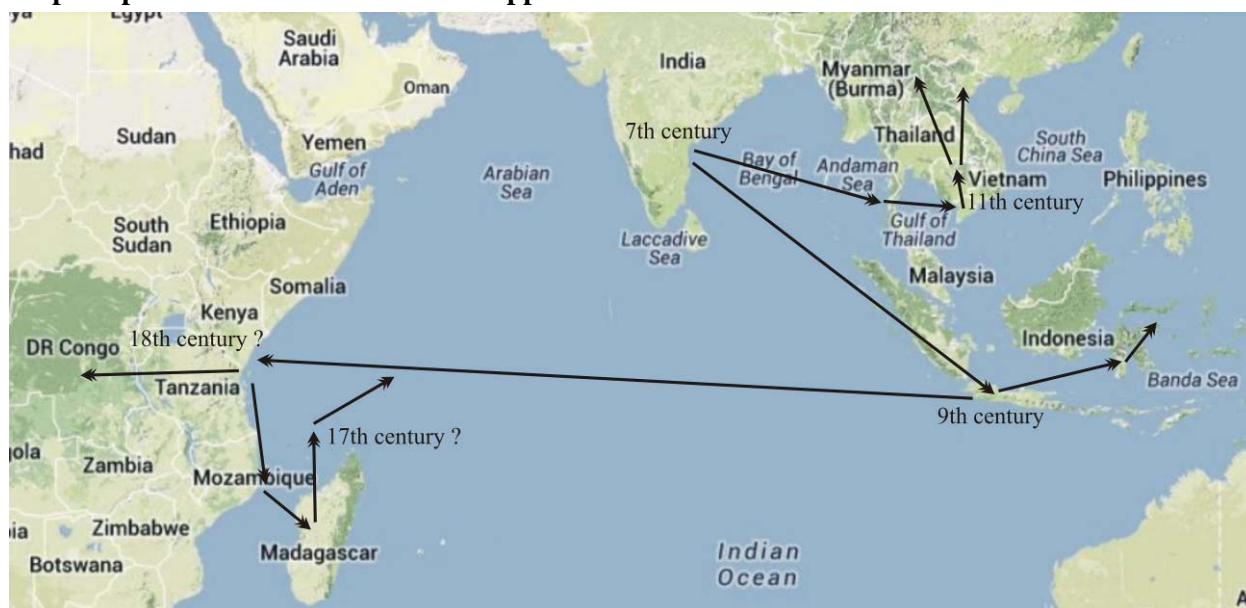 Saudi
Arabia
Oman
India
Myanmar
(Burma)
Sudan
had
Yemen
Gulf of
Aden
Arabian
Sea
7th century
Bay of
Bengal
Andaman
Sea
Thailand
South
China Sea
Vietnam
Philippines
11th century
Gulf of
Thailand
South
Sudan
Ethiopia
Laccadive
Sea
Malaysia
Somalia
Kenya
18th century ?
DR Congo
Tanzania
Indonesia
Banda Sea
9th century
17th century ?
gola
Zambia
Mozambique
Zimbabwe
Madagascar
Botswana
Indian
Ocean
A